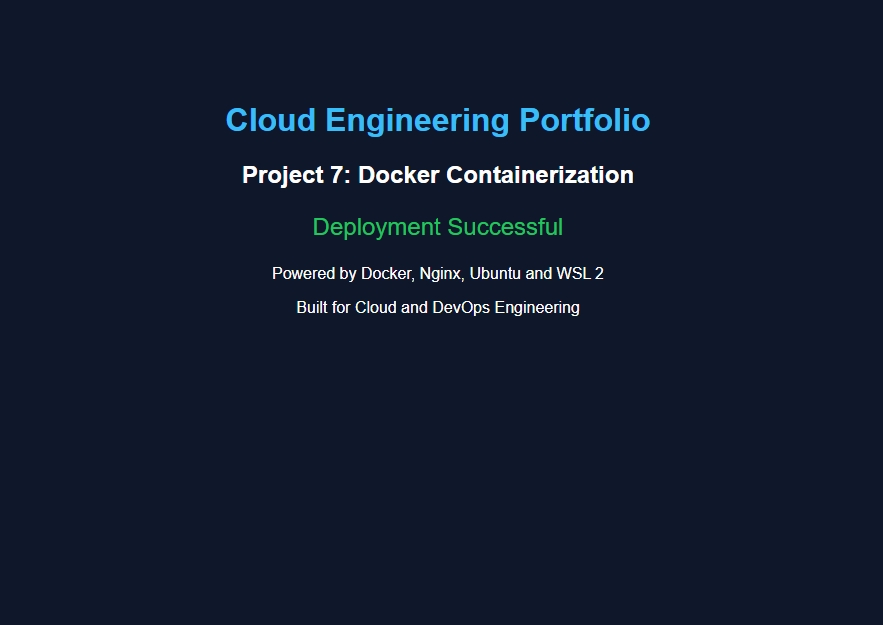 Cloud Engineering Portfolio
Project 7: Docker Containerization
Deployment Successful
Powered by Docker, Nginx, Ubuntu and WSL 2
Built for Cloud and DevOps Engineering